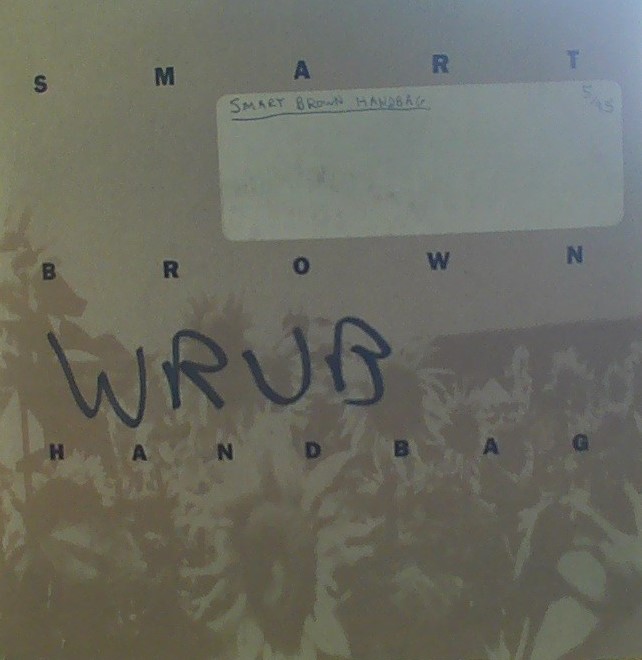 S M A R T
SMART BROWN HANDBAG
5/95
B R O W N
WRUB
H A N D B A G